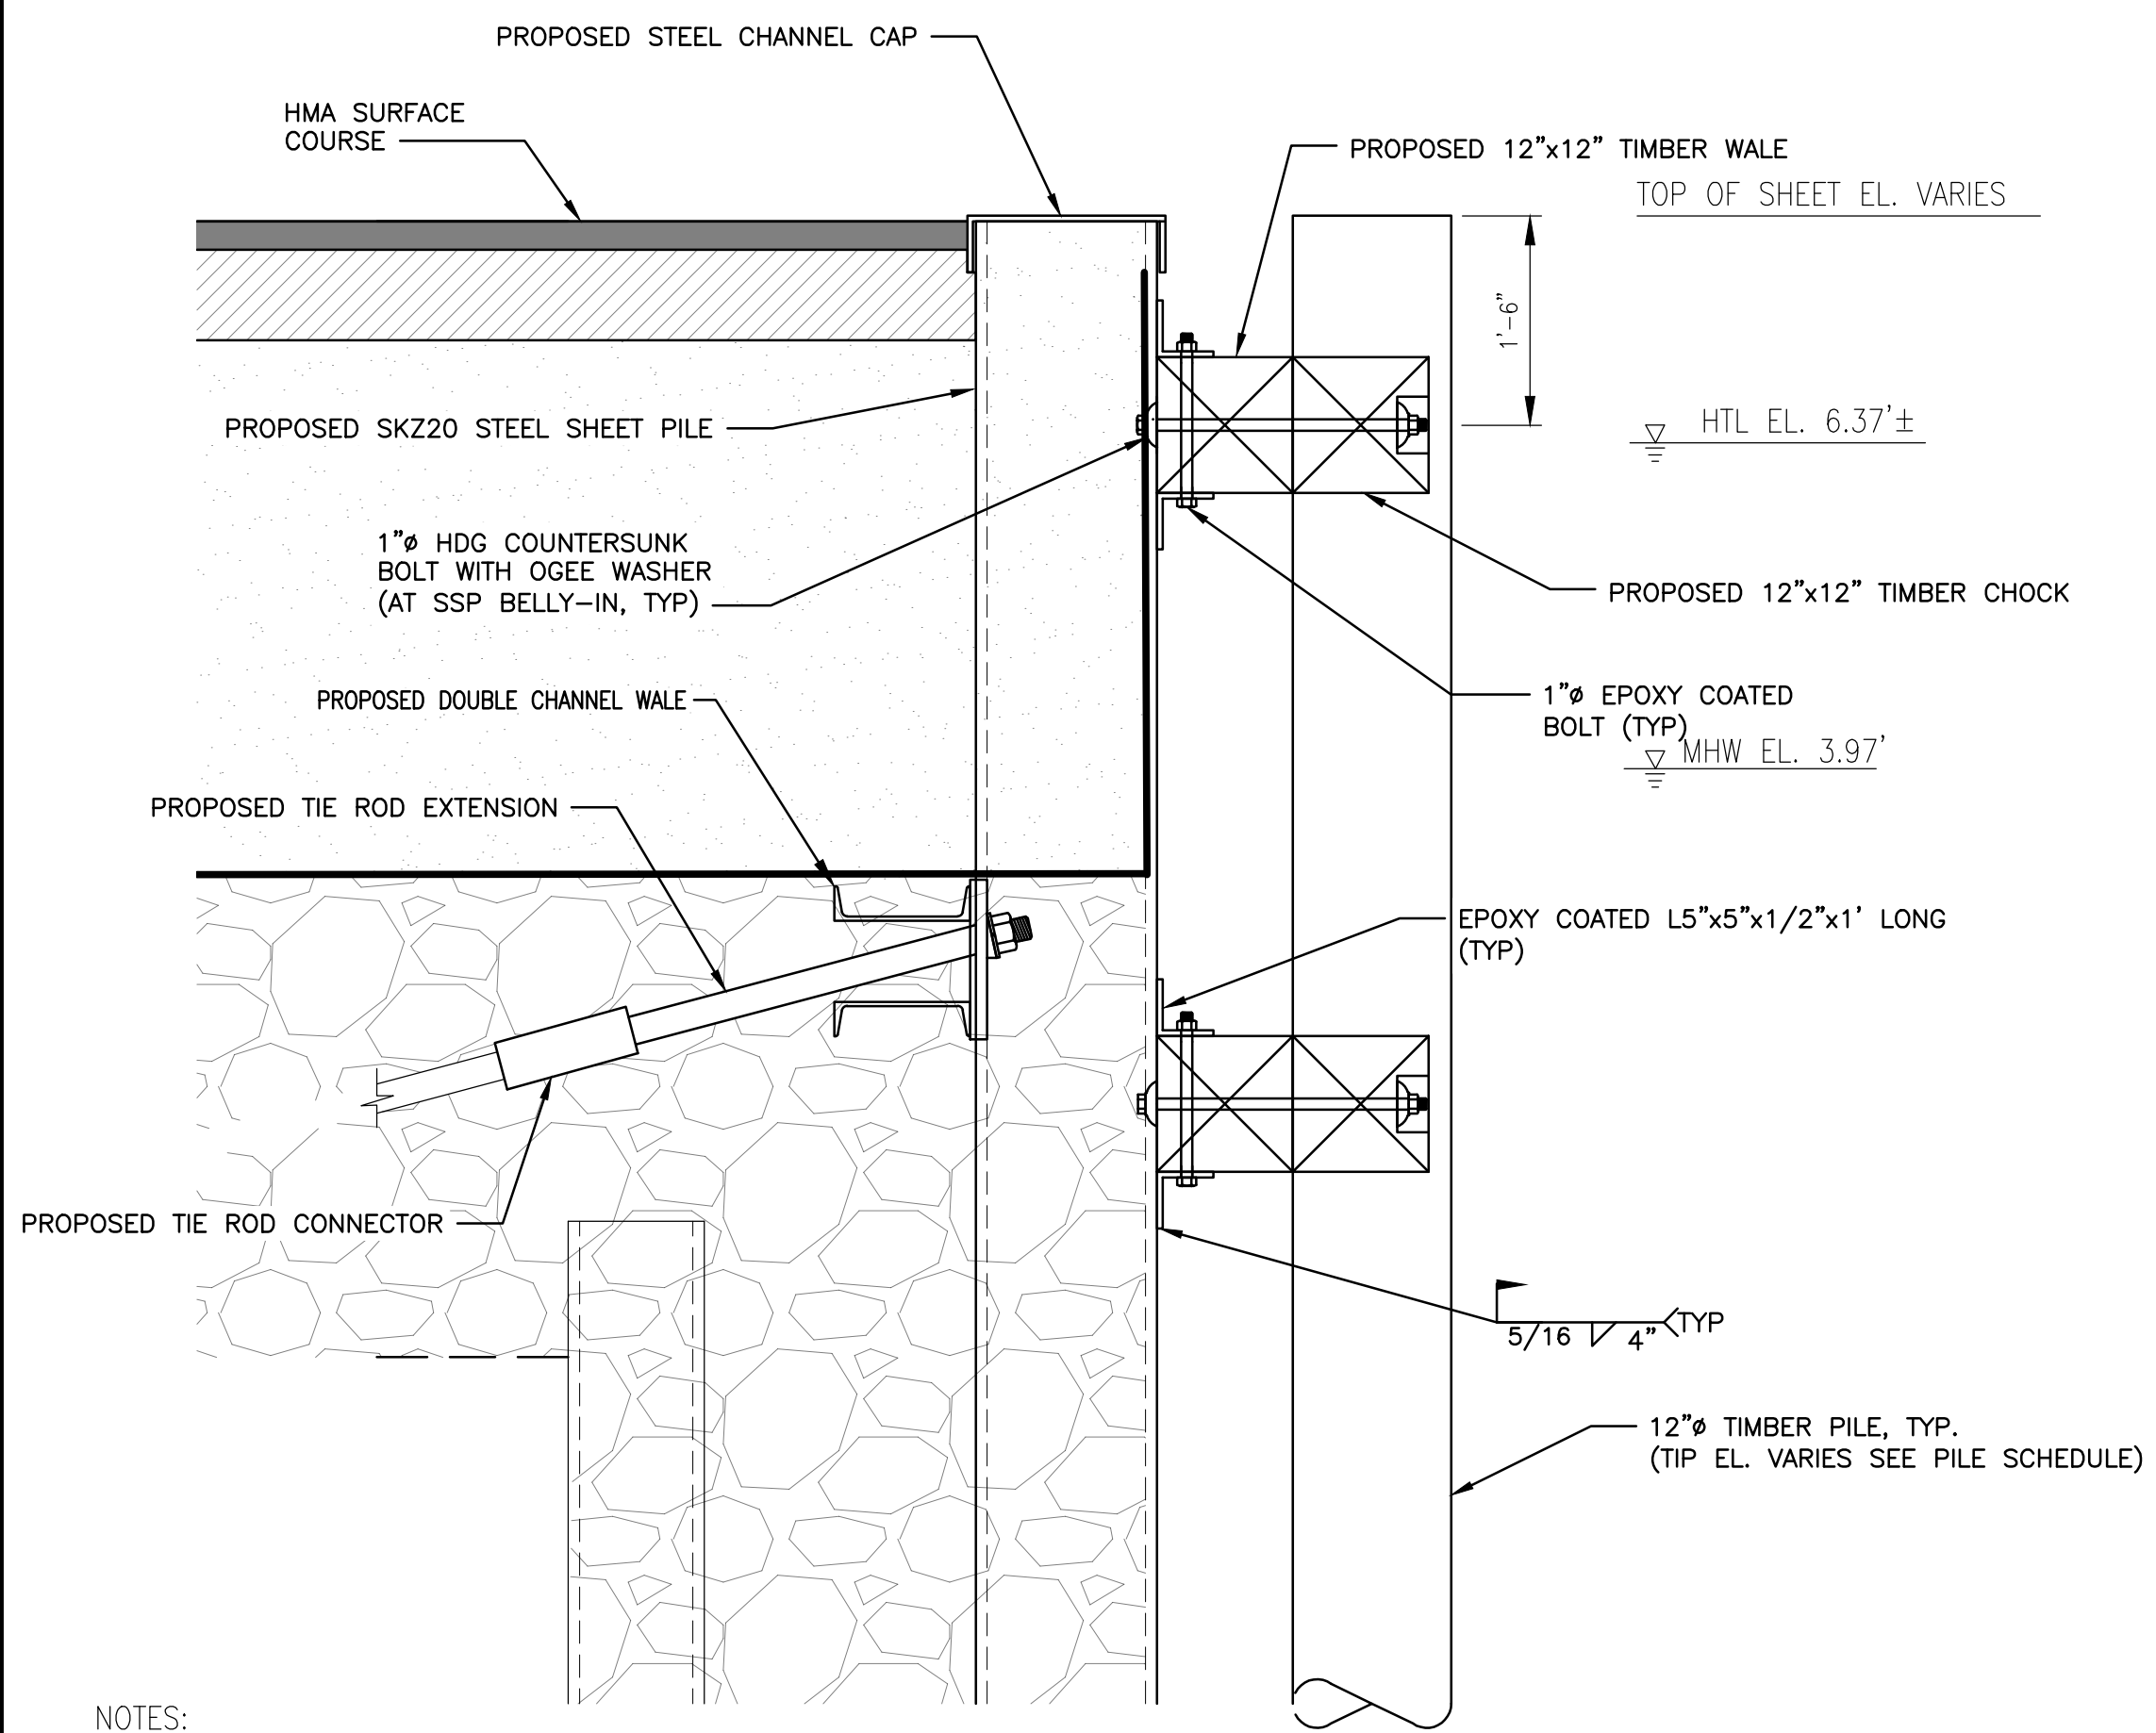 PROPOSED STEEL CHANNEL CAP
HMA SURFACE
COURSE
PROPOSED 12"x12" TIMBER WALE
TOP OF SHEET EL. VARIES
1'-6"
HTL EL. 6.37'±
PROPOSED SKZ20 STEEL SHEET PILE
1"ø HDG COUNTERSUNK
BOLT WITH OGEE WASHER
(AT SSP BELLY-IN, TYP)
PROPOSED 12"x12" TIMBER CHOCK
PROPOSED DOUBLE CHANNEL WALE
1"ø EPOXY COATED
BOLT (TYP)
MHW EL. 3.97'
PROPOSED TIE ROD EXTENSION
EPOXY COATED L5"x5"x1/2"x1' LONG
(TYP)
PROPOSED TIE ROD CONNECTOR
5/16 4" TYP
12"ø TIMBER PILE, TYP.
(TIP EL. VARIES SEE PILE SCHEDULE)
NOTES: